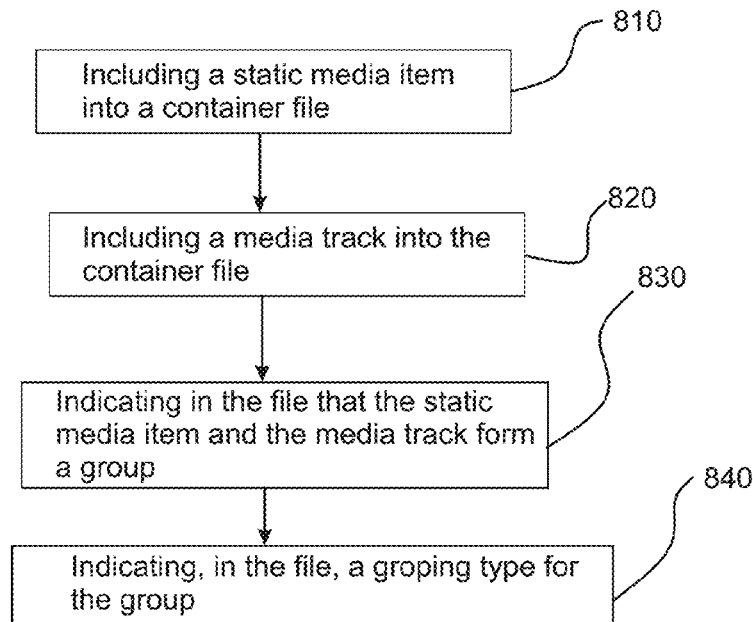 810
Including a static media item
into a container file
820
Including a media track into the
container file
830
Indicating in the file that the static
media item and the media track form
a group
840
Indicating, in the file, a groping type for
the group